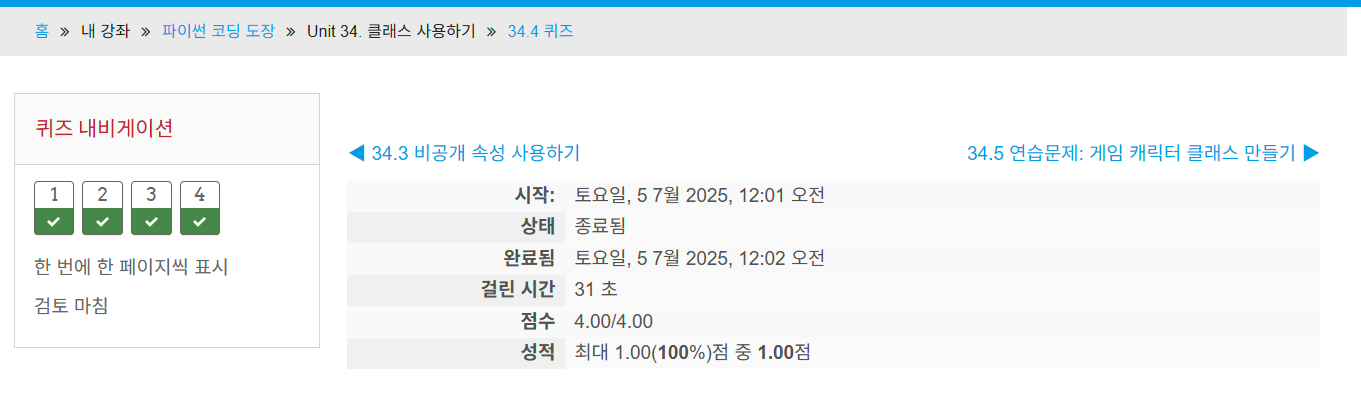 홈 » 내 강좌 » 파이썬 코딩 도장 » Unit 34. 클래스 사용하기 » 34.4 퀴즈
퀴즈 내비게이션
1 2 3 4
한 번에 한 페이지씩 표시
검토 마침
◀ 34.3 비공개 속성 사용하기
34.5 연습문제: 게임 캐릭터 클래스 만들기 ▶
시작: 토요일, 5 7월 2025, 12:01 오전
상태 종료됨
완료됨 토요일, 5 7월 2025, 12:02 오전
걸린 시간 31 초
점수 4.00/4.00
성적 최대 1.00(100%)점 중 1.00점